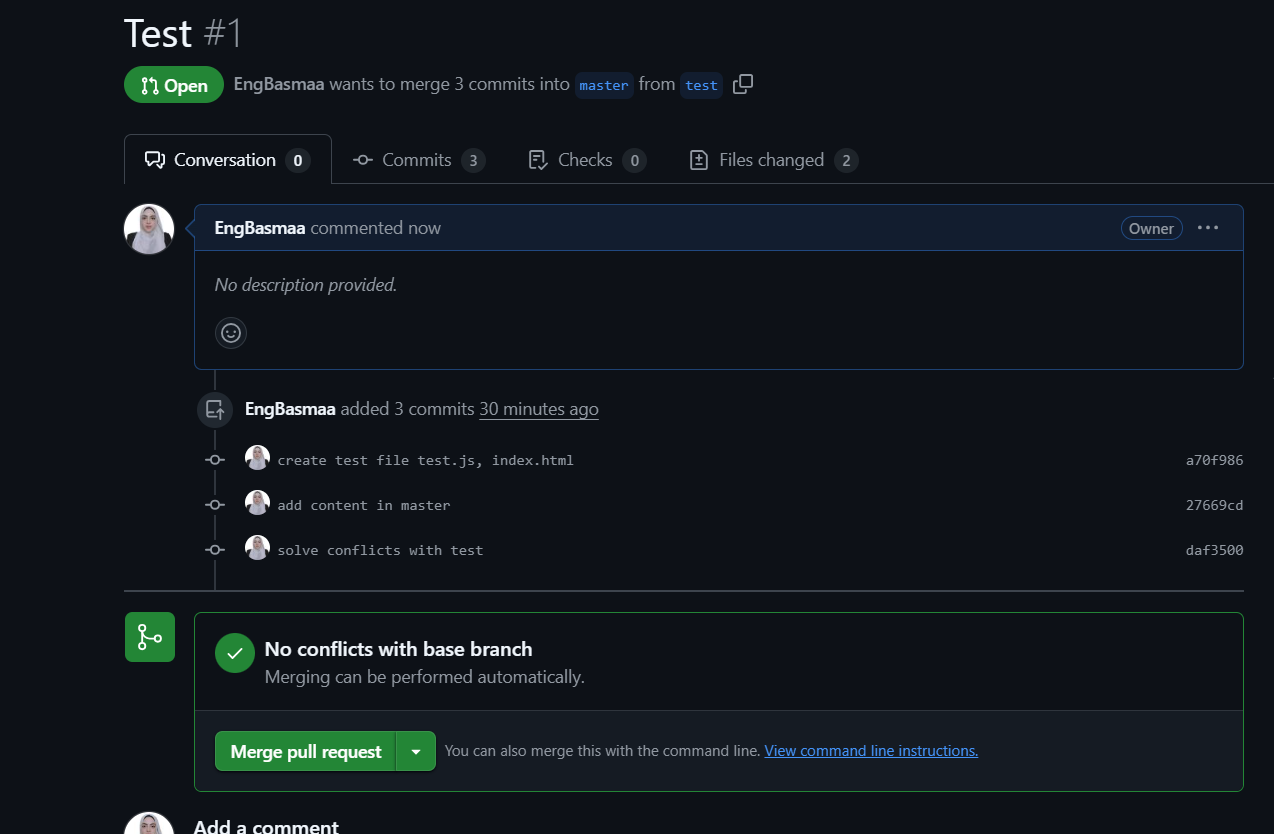 Test #1
Open EngBasmaa wants to merge 3 commits into master from test
Conversation 0 Commits 3 Checks 0 Files changed 2
EngBasmaa commented now Owner
No description provided.
EngBasmaa added 3 commits 30 minutes ago
create test file test.js, index.html a70f986
add content in master 27669cd
solve conflicts with test daf3500
No conflicts with base branch
Merging can be performed automatically.
Merge pull request You can also merge this with the command line. View command line instructions.
Add a comment